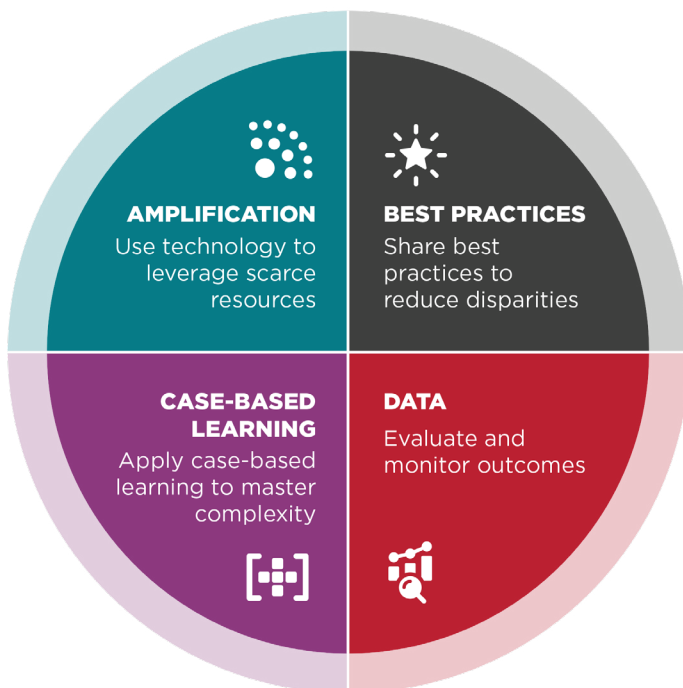 AMPLIFICATION
Use technology to
leverage scarce
resources
BEST PRACTICES
Share best
practices to
reduce disparities
CASE-BASED
LEARNING
Apply case-based
learning to master
complexity
DATA
Evaluate and
monitor outcomes